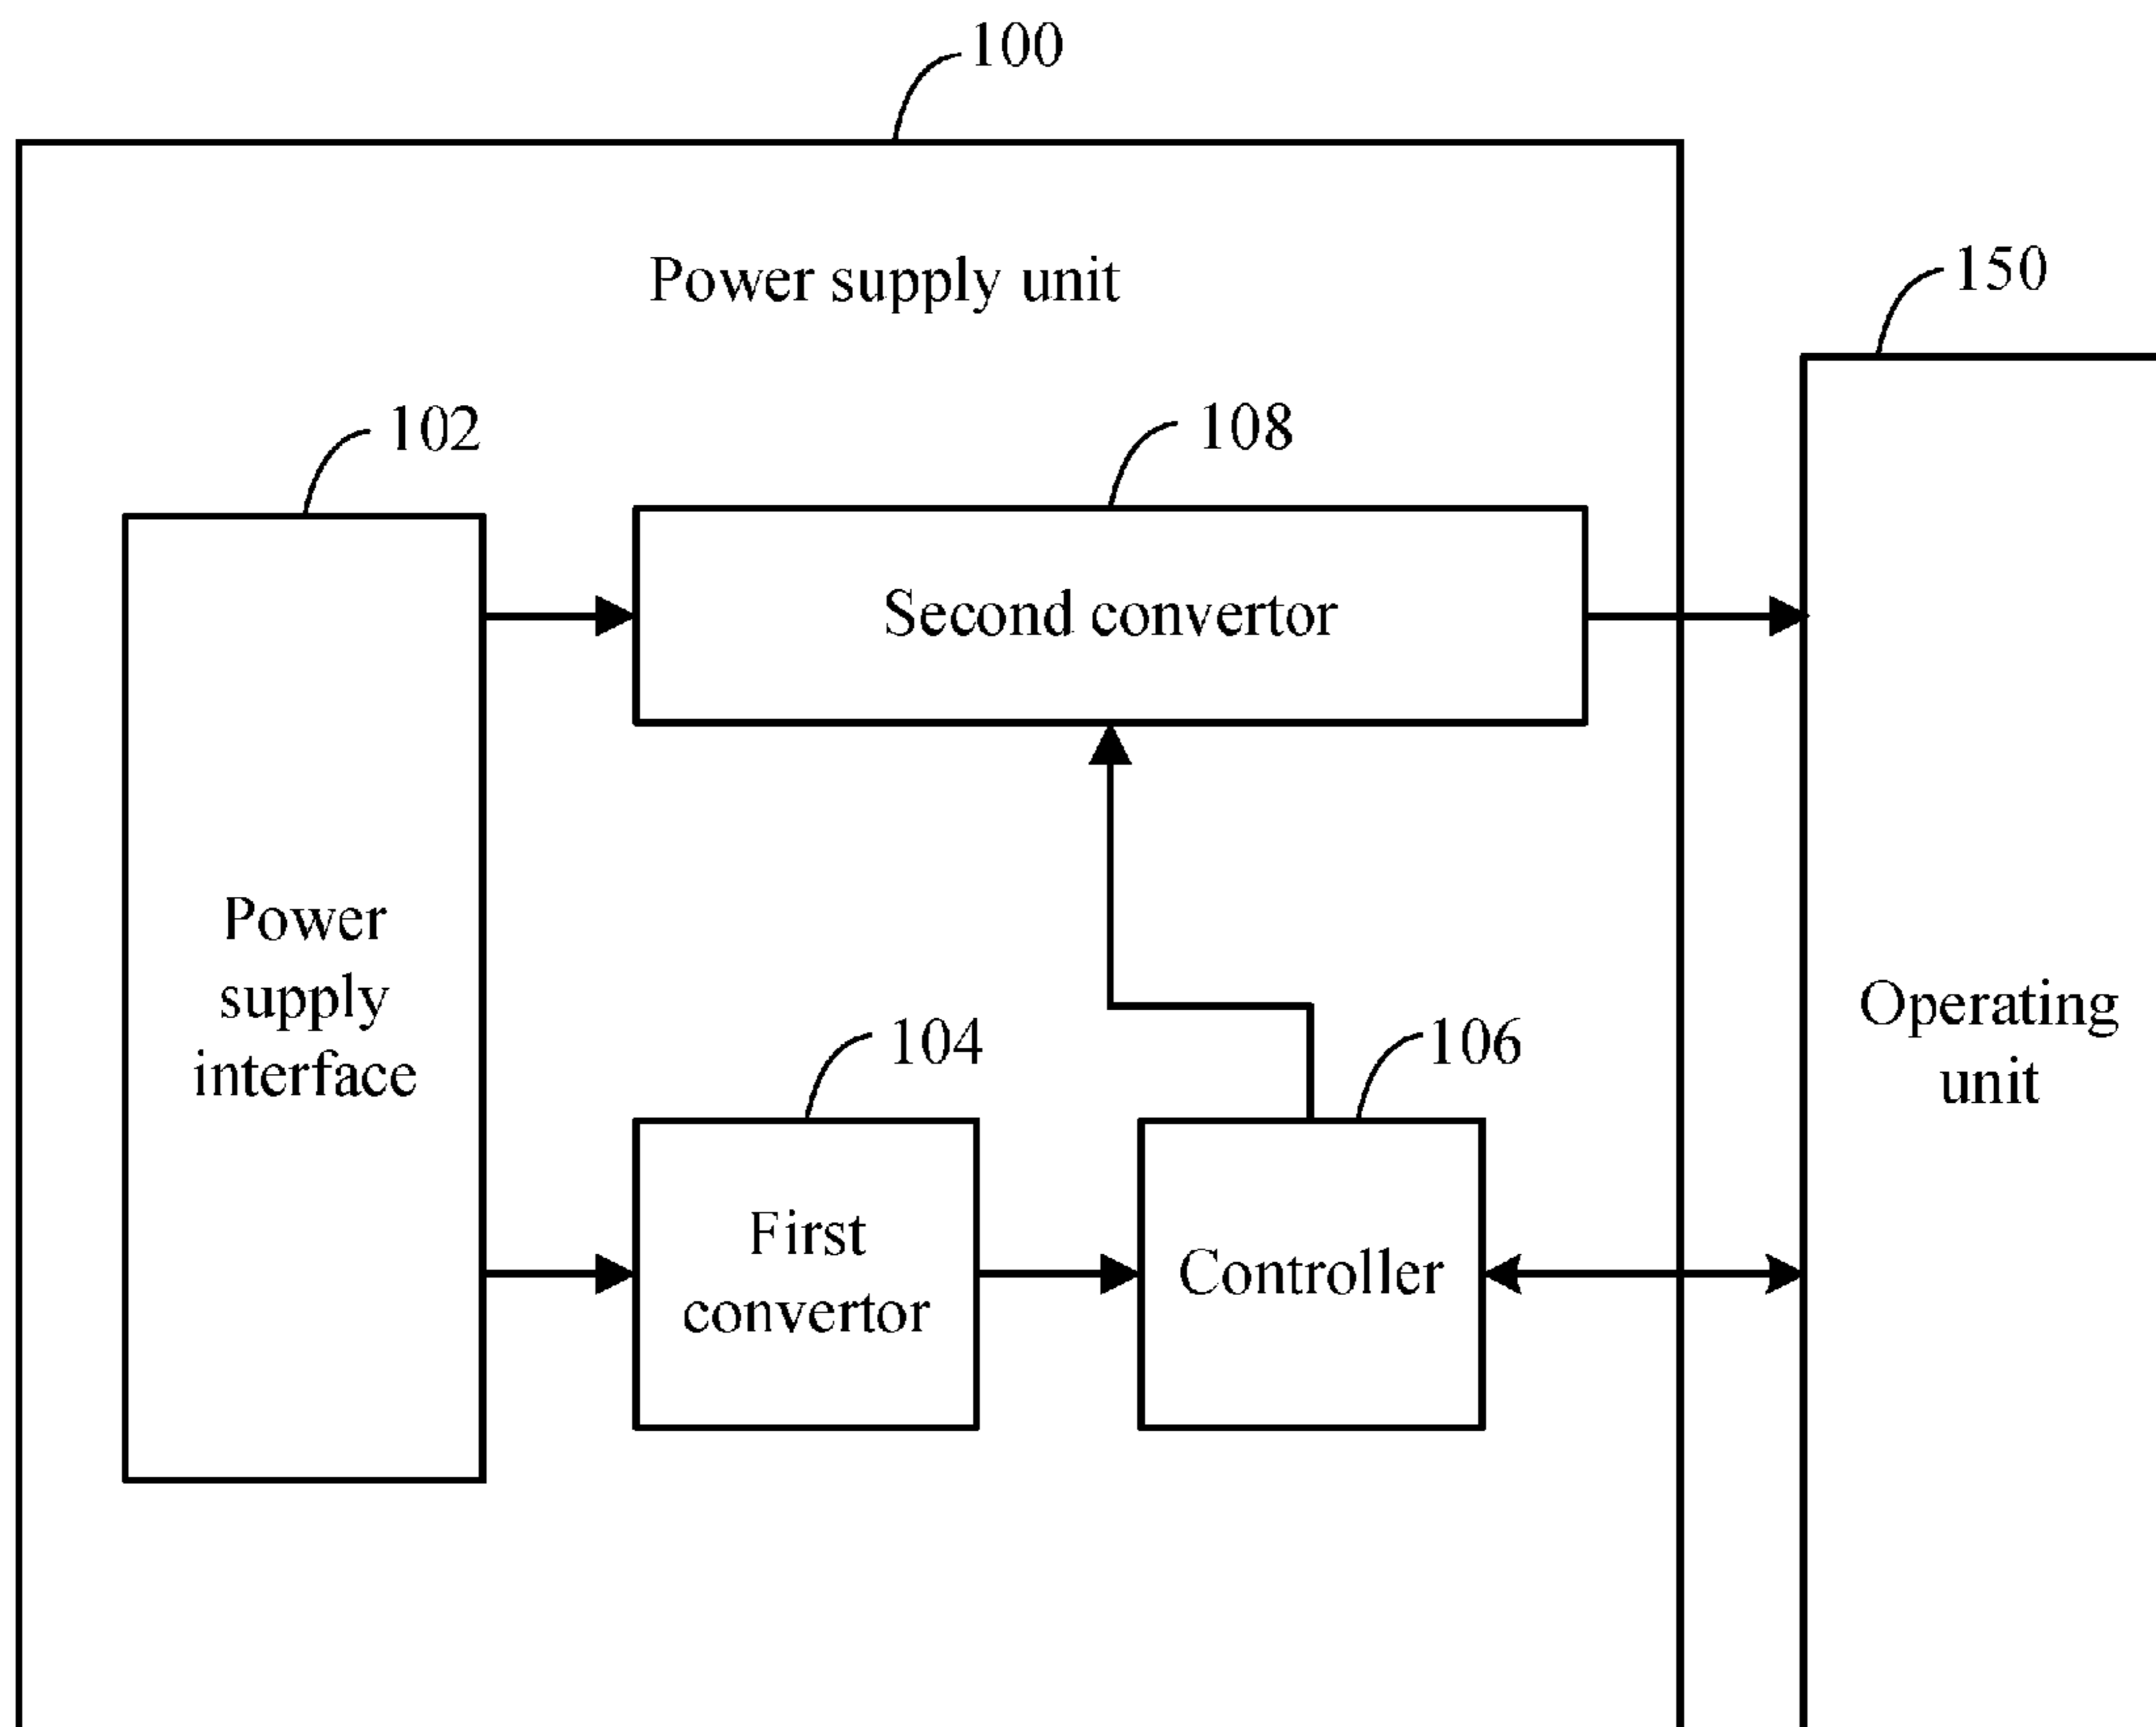 100
Power supply unit
150
102
108
Second convertor
Power
supply
interface
104
106
Operating
unit
First
convertor
Controller